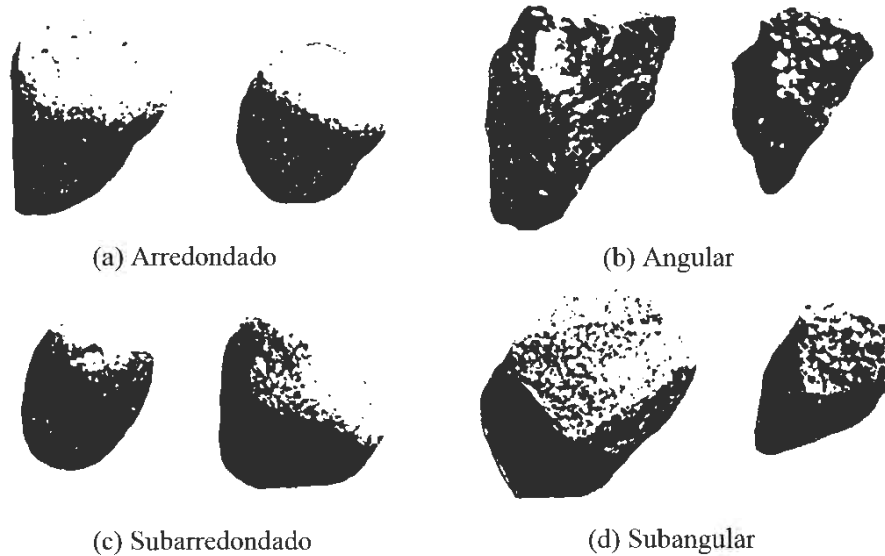 (a) Arredondado
(b) Angular
(c) Subarredondado
(d) Subangular